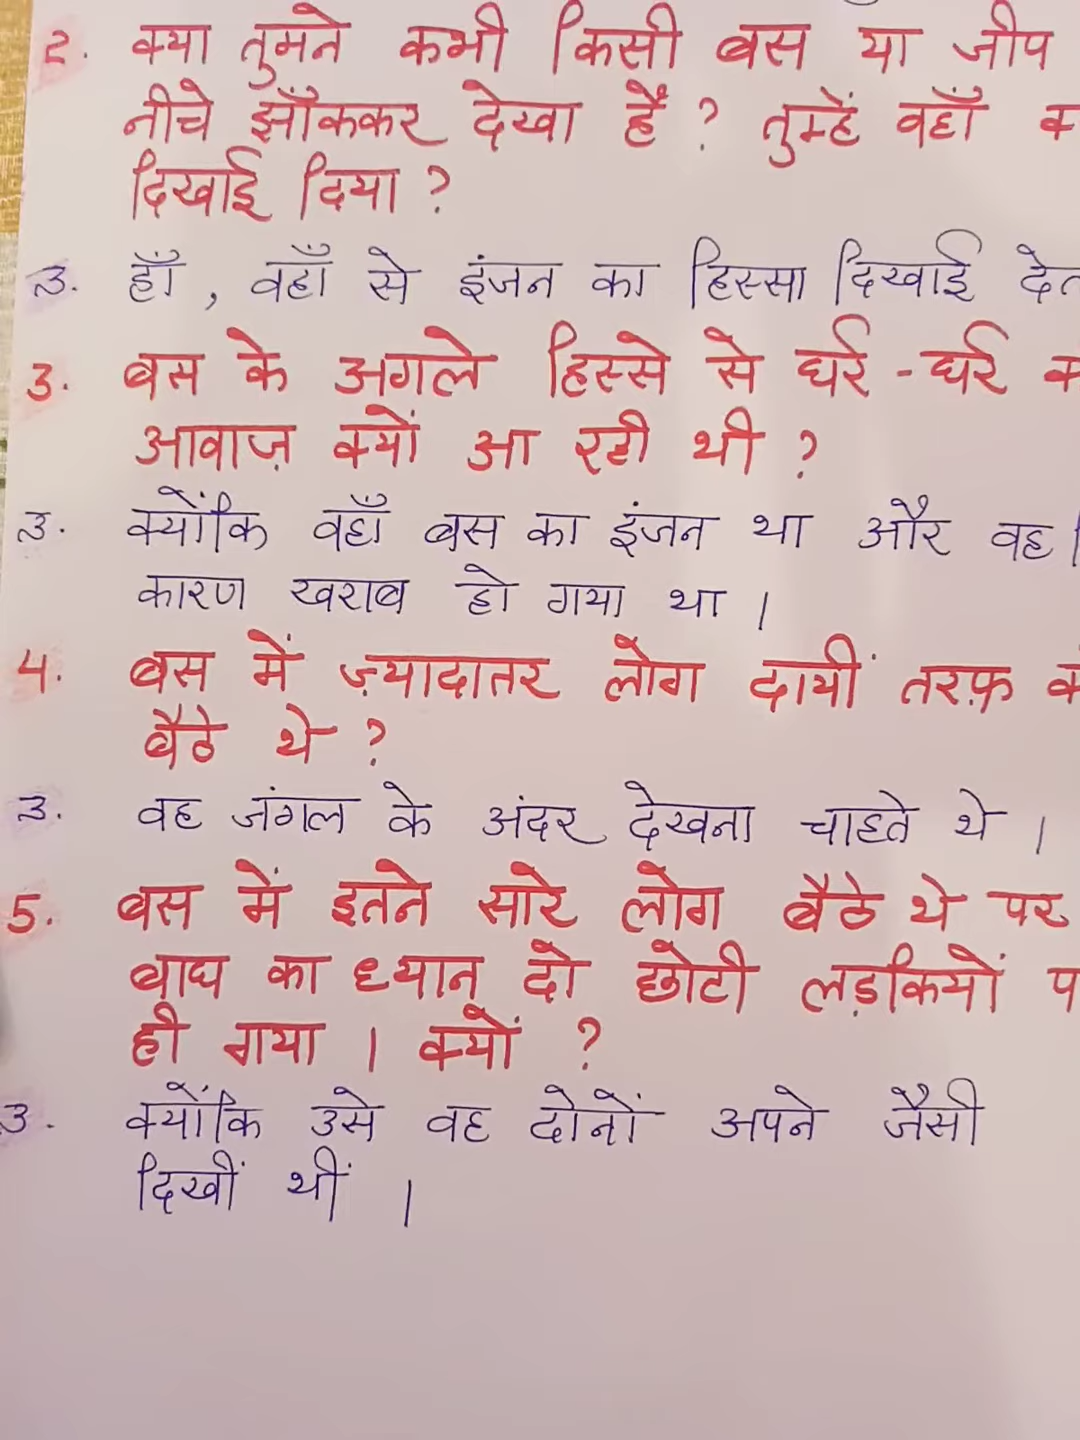 2. क्या तुमने कभी किसी बस या जीप
नीचे झाँककर देखा है ? तुम्हें वहाँ
दिखाई दिया ?
उ. हाँ , वहाँ से इंजन का हिस्सा दिखाई
3. बस के अगले हिस्से से घर्र - घर्र
आवाज़ क्यों आ रही थी ?
उ. क्योंकि वहाँ बस का इंजन था और वह
कारण खराब हो गया था ।
4. बस में ज़्यादातर लोग दायीं तरफ़
बैठे थे ?
उ. वह जंगल के अंदर देखना चाहते थे ।
5. बस में इतने सारे लोग बैठे थे पर
बाघ का ध्यान दो छोटी लड़कियों
ही गया । क्यों ?
उ. क्योंकि उसे वह दोनों अपने जैसी
दिखीं थीं ।